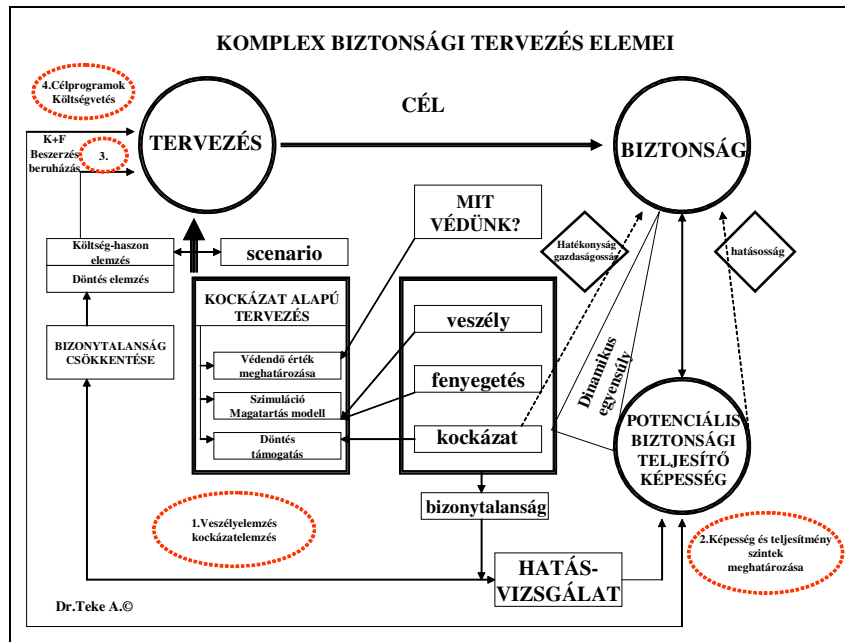 KOMPLEX BIZTONSÁGI TERVEZÉS ELEMEI
4.Célprogramok
Költségvetés
CÉL
TERVEZÉS
BIZTONSÁG
K+F
Beszerzés
beruházás
3.
MIT
VÉDÜNK?
Költség-haszon
elemzés
Döntés elemzés
scenario
Hatékonyság
gazdaságosság
hatásosság
KOCKÁZAT ALAPÚ
TERVEZÉS
Védendő érték
meghatározása
Szimuláció
Magatartás modell
Döntés
támogatás
veszély
fenyegetés
kockázat
BIZONYTALANSÁG
CSÖKKENTÉSE
Dinamikus
egyensúly
POTENCIÁLIS
BIZTONSÁGI
TELJESÍTŐ
KÉPESSÉG
bizonytalanság
1.Veszélyelemzés
kockázatelemzés
2.Képesség és teljesítmény
szintek
meghatározása
HATÁS-
VIZSGÁLAT
Dr.Teke A.©